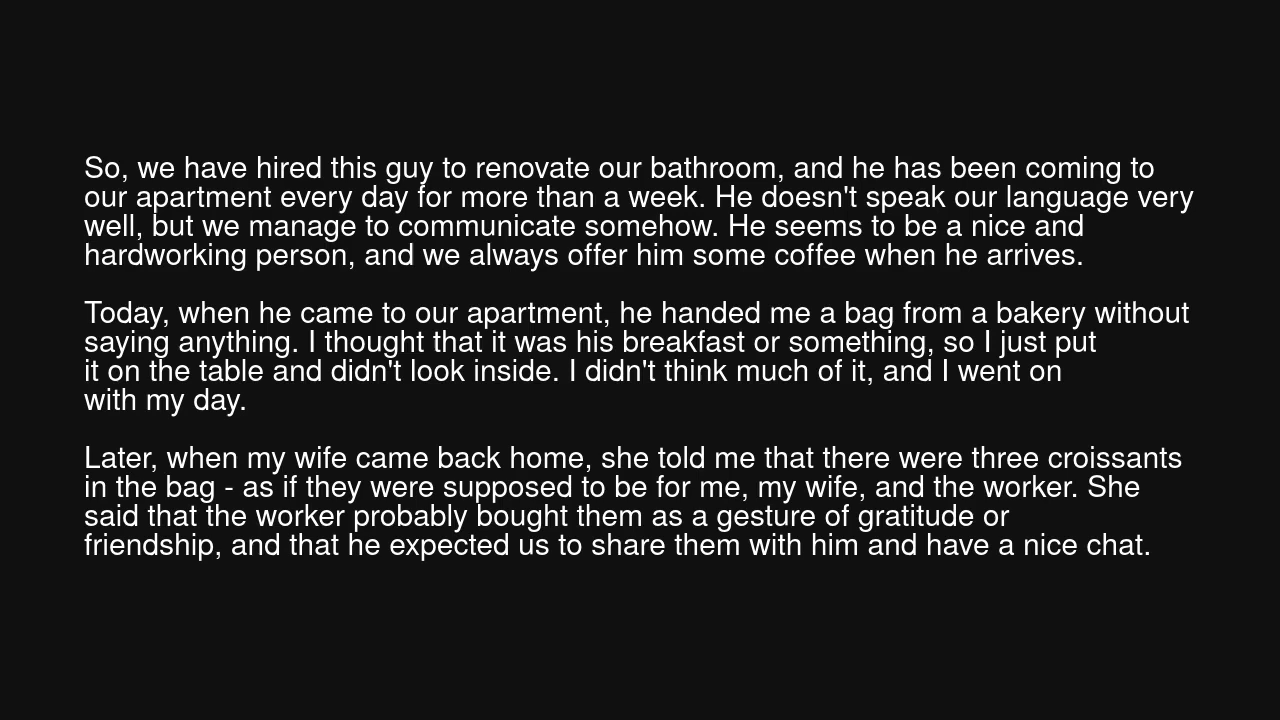 So, we have hired this guy to renovate our bathroom, and he has been coming to
our apartment every day for more than a week. He doesn't speak our language very
well, but we manage to communicate somehow. He seems to be a nice and
hardworking person, and we always offer him some coffee when he arrives.
Today, when he came to our apartment, he handed me a bag from a bakery without
saying anything. I thought that it was his breakfast or something, so I just put
it on the table and didn't look inside. I didn't think much of it, and I went on
with my day.
Later, when my wife came back home, she told me that there were three croissants
in the bag - as if they were supposed to be for me, my wife, and the worker. She
said that the worker probably bought them as a gesture of gratitude or
friendship, and that he expected us to share them with him and have a nice chat.